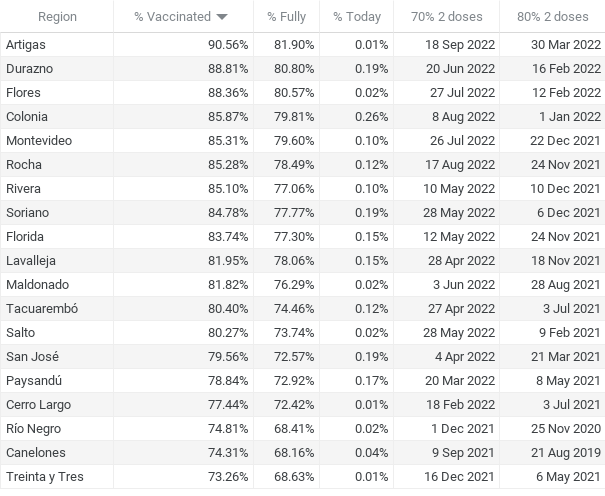 Region % Vaccinated % Fully % Today 70% 2 doses 80% 2 doses
Artigas 90.56% 81.90% 0.01% 18 Sep 2022 30 Mar 2022
Durazno 88.81% 80.80% 0.19% 20 Jun 2022 16 Feb 2022
Flores 88.36% 80.57% 0.02% 27 Jul 2022 12 Feb 2022
Colonia 85.87% 79.81% 0.26% 8 Aug 2022 1 Jan 2022
Montevideo 85.31% 79.60% 0.10% 26 Jul 2022 22 Dec 2021
Rocha 85.28% 78.49% 0.12% 17 Aug 2022 24 Nov 2021
Rivera 85.10% 77.06% 0.10% 10 May 2022 10 Dec 2021
Soriano 84.78% 77.77% 0.19% 28 May 2022 6 Dec 2021
Florida 83.74% 77.30% 0.15% 12 May 2022 24 Nov 2021
Lavalleja 81.95% 78.06% 0.15% 28 Apr 2022 18 Nov 2021
Maldonado 81.82% 76.29% 0.02% 3 Jun 2022 28 Aug 2021
Tacuarembó 80.40% 74.46% 0.12% 27 Apr 2022 3 Jul 2021
Salto 80.27% 73.74% 0.02% 28 May 2022 9 Feb 2021
San José 79.56% 72.57% 0.19% 4 Apr 2022 21 Mar 2021
Paysandú 78.84% 72.92% 0.17% 20 Mar 2022 8 May 2021
Cerro Largo 77.44% 72.42% 0.01% 18 Feb 2022 3 Jul 2021
Río Negro 74.81% 68.41% 0.02% 1 Dec 2021 25 Nov 2020
Canelones 74.31% 68.16% 0.04% 9 Sep 2021 21 Aug 2019
Treinta y Tres 73.26% 68.63% 0.01% 16 Dec 2021 6 May 2021